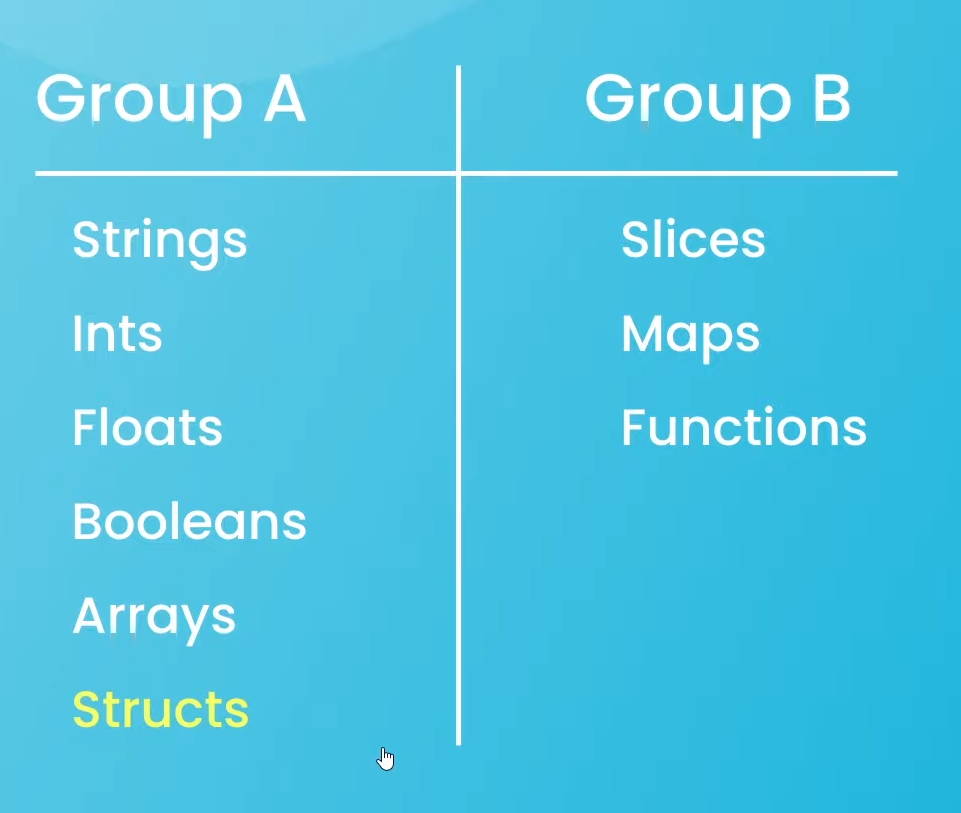 Group A
Group B
Strings
Slices
Ints
Maps
Floats
Functions
Booleans
Arrays
Structs